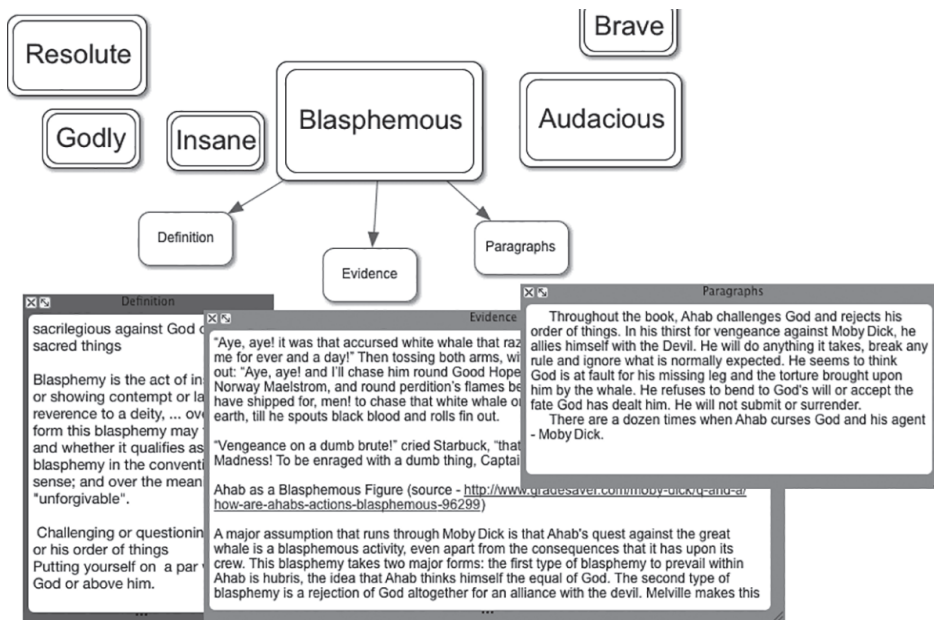 Resolute
Brave
Godly
Insane
Blasphemous
Audacious
Definition
Evidence
Paragraphs
Definition
sacrilegious against God
sacred things
Blasphemy is the act of
or showing contempt or
reverence to a deity, ...
form this blasphemy may
and whether it qualifies as
blasphemy in the
sense; and over the
"unforgivable".
Challenging or
or his order of things
Putting yourself on a par
God or above him.
...
Evidence
"Aye, aye! it was that accursed white whale that
me for ever and a day!" Then tossing both arms,
out: "Aye, aye! and I'll chase him round Good Hope
Norway Maelstrom, and round perdition's flames
have shipped for, men! to chase that white whale
earth, till he spouts black blood and rolls fin out.
"Vengeance on a dumb brute!" cried Starbuck, "that
Madness! To be enraged with a dumb thing,
Ahab as a Blasphemous Figure (source - http://www.gradesaver.com/moby-dick/q-and-a/
how-are-ahabs-actions-blasphemous-96299)
A major assumption that runs through Moby Dick is that Ahab's quest against the great
whale is a blasphemous activity, even apart from the consequences that it has upon its
crew. This blasphemy takes two major forms: the first type of blasphemy to prevail within
Ahab is hubris, the idea that Ahab thinks himself the equal of God. The second type of
blasphemy is a rejection of God altogether for an alliance with the devil. Melville makes this
...
Paragraphs
Throughout the book, Ahab challenges God and rejects his
order of things. In his thirst for vengeance against Moby Dick, he
allies himself with the Devil. He will do anything it takes, break any
rule and ignore what is normally expected. He seems to think
God is at fault for his missing leg and the torture brought upon
him by the whale. He refuses to bend to God's will or accept the
fate God has dealt him. He will not submit or surrender.
There are a dozen times when Ahab curses God and his agent
- Moby Dick.